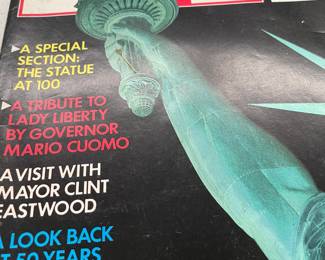 A SPECIAL
SECTION:
THE STATUE
AT 100
A TRIBUTE TO
LADY LIBERTY
BY GOVERNOR
MARIO CUOMO
A VISIT WITH
MAYOR CLINT
EASTWOOD
A LOOK BACK
AT 50 YEARS